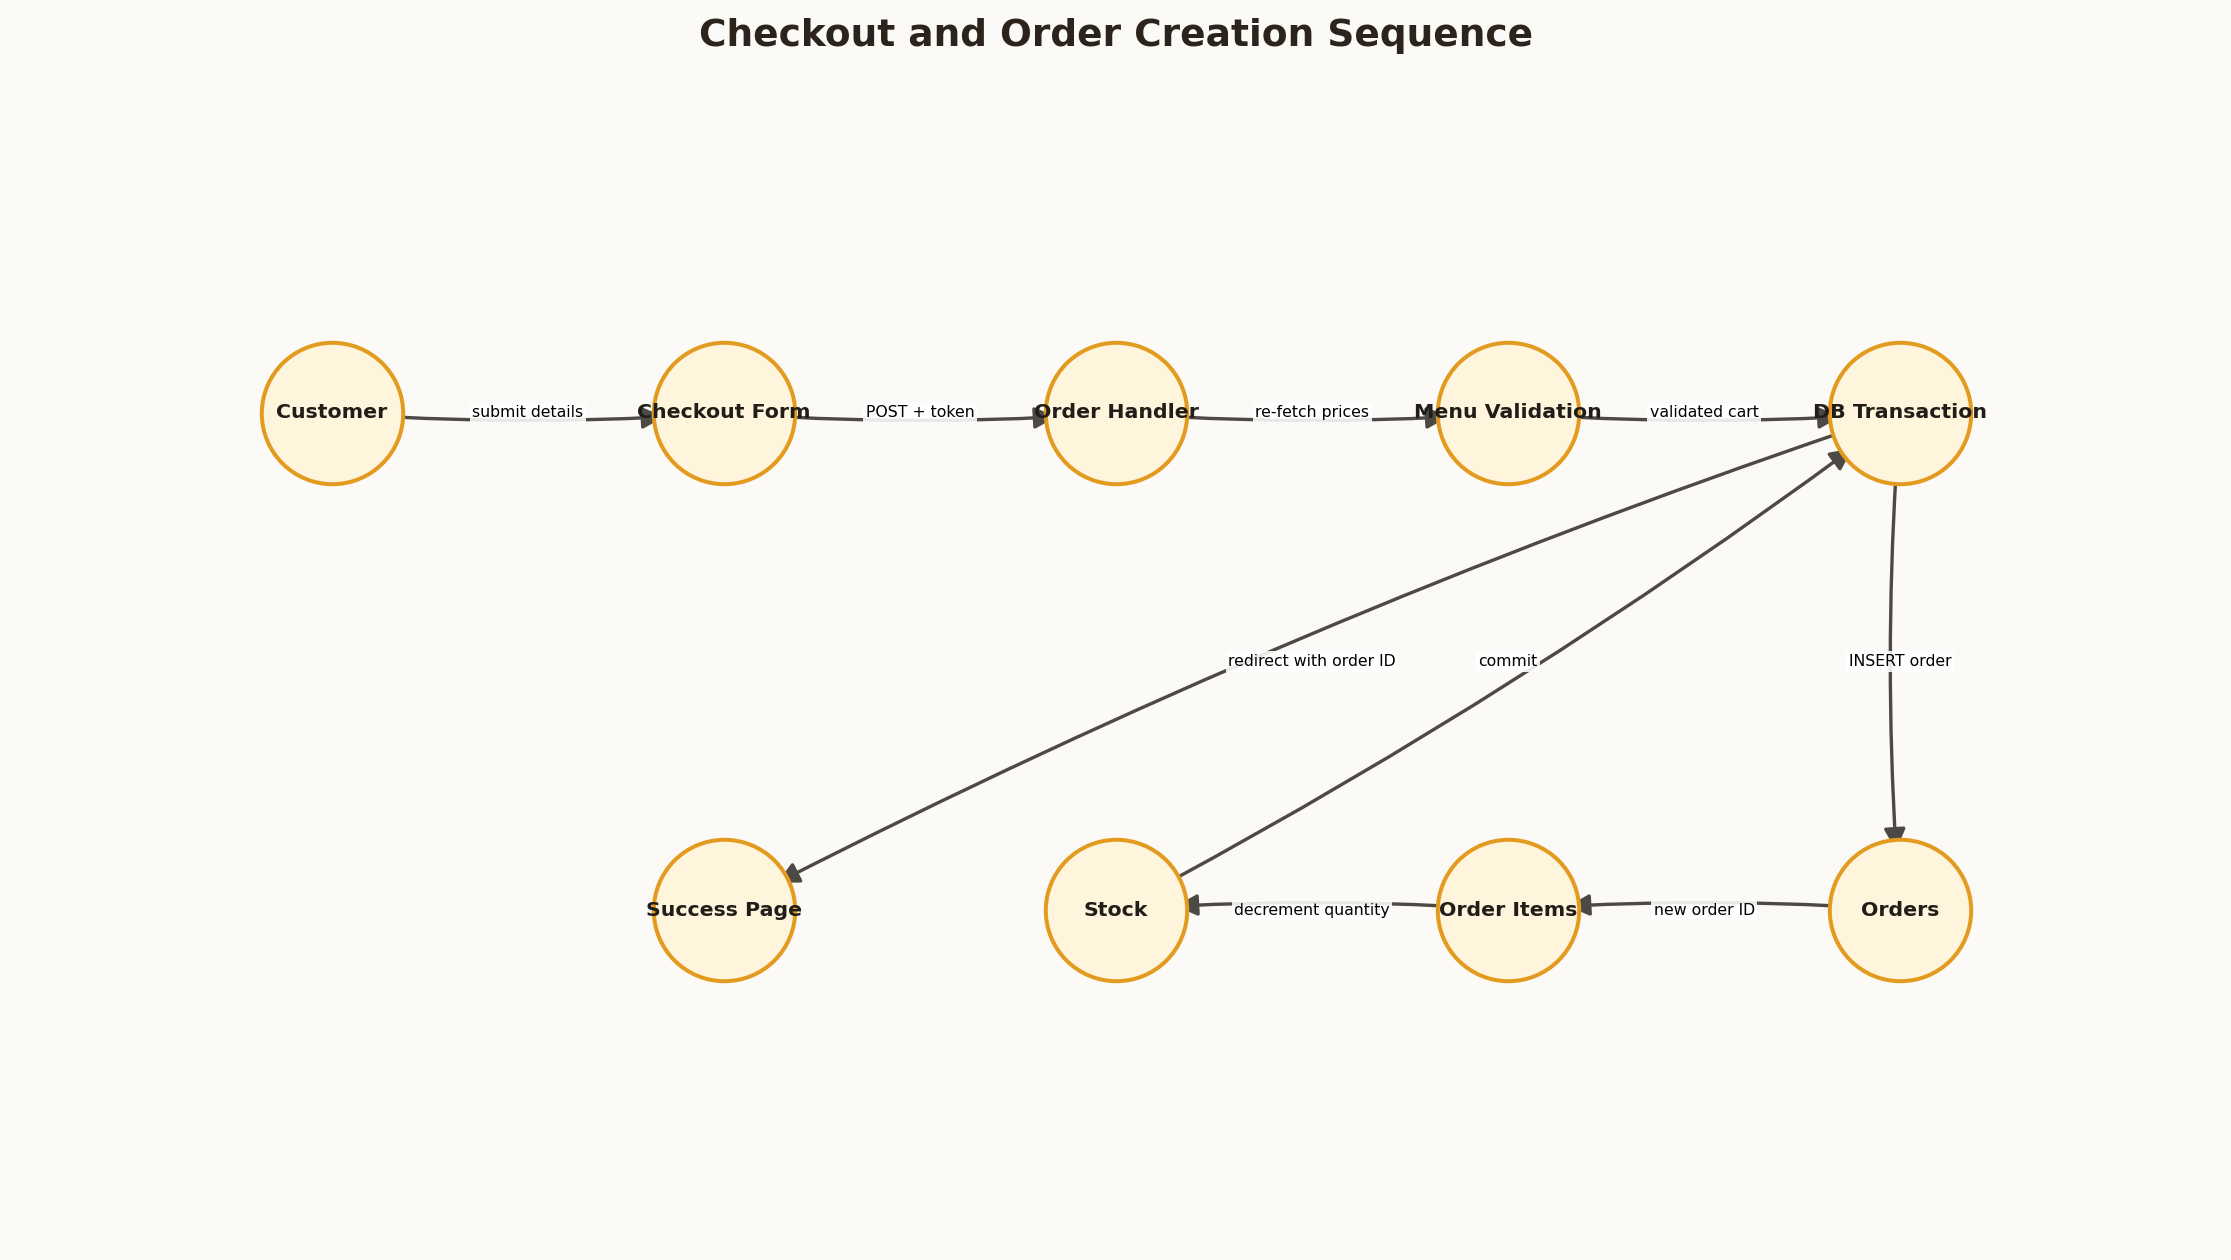 Checkout and Order Creation Sequence
Customer
submit details
Checkout Form
POST + token
Order Handler
re-fetch prices
Menu Validation
validated cart
DB Transaction
redirect with order ID
commit
INSERT order
Success Page
Stock
decrement quantity
Order Items
new order ID
Orders